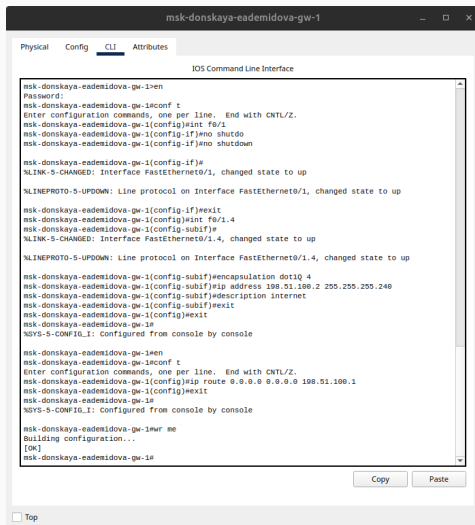 msk-donskaya-eademidova-gw-1
Physical Config CLI Attributes
IOS Command Line Interface
msk-donskaya-eademidova-gw-1>en
Password:
msk-donskaya-eademidova-gw-1#conf t
Enter configuration commands, one per line. End with CNTL/Z.
msk-donskaya-eademidova-gw-1(config)#int f0/1
msk-donskaya-eademidova-gw-1(config-if)#no shutdo
msk-donskaya-eademidova-gw-1(config-if)#no shutdown
msk-donskaya-eademidova-gw-1(config-if)#
%LINK-5-CHANGED: Interface FastEthernet0/1, changed state to up
%LINEPROTO-5-UPDOWN: Line protocol on Interface FastEthernet0/1, changed state to up
msk-donskaya-eademidova-gw-1(config-if)#exit
msk-donskaya-eademidova-gw-1(config)#int f0/1.4
msk-donskaya-eademidova-gw-1(config-subif)#
%LINK-5-CHANGED: Interface FastEthernet0/1.4, changed state to up
%LINEPROTO-5-UPDOWN: Line protocol on Interface FastEthernet0/1.4, changed state to up
msk-donskaya-eademidova-gw-1(config-subif)#encapsulation dot1Q 4
msk-donskaya-eademidova-gw-1(config-subif)#ip address 198.51.100.2 255.255.255.240
msk-donskaya-eademidova-gw-1(config-subif)#description internet
msk-donskaya-eademidova-gw-1(config-subif)#exit
msk-donskaya-eademidova-gw-1(config)#exit
msk-donskaya-eademidova-gw-1#
%SYS-5-CONFIG_I: Configured from console by console
msk-donskaya-eademidova-gw-1#en
msk-donskaya-eademidova-gw-1#conf t
Enter configuration commands, one per line. End with CNTL/Z.
msk-donskaya-eademidova-gw-1(config)#ip route 0.0.0.0 0.0.0.0 198.51.100.1
msk-donskaya-eademidova-gw-1(config)#exit
msk-donskaya-eademidova-gw-1#
%SYS-5-CONFIG_I: Configured from console by console
msk-donskaya-eademidova-gw-1#wr me
Building configuration...
[OK]
msk-donskaya-eademidova-gw-1#
Copy Paste
Top